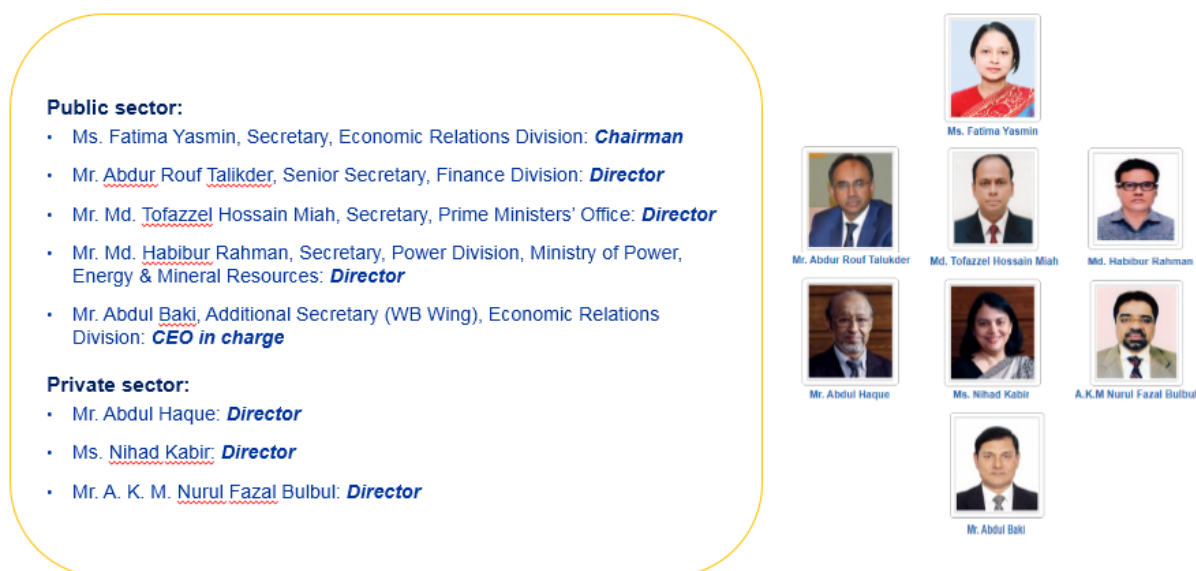 Public sector:
• Ms. Fatima Yasmin, Secretary, Economic Relations Division: Chairman
• Mr. Abdur Rouf Talikder, Senior Secretary, Finance Division: Director
• Mr. Md. Tofazzel Hossain Miah, Secretary, Prime Ministers’ Office: Director
• Mr. Md. Habibur Rahman, Secretary, Power Division, Ministry of Power,
Energy & Mineral Resources: Director
• Mr. Abdul Baki, Additional Secretary (WB Wing), Economic Relations
Division: CEO in charge
Private sector:
• Mr. Abdul Haque: Director
• Ms. Nihad Kabir: Director
• Mr. A. K. M. Nurul Fazal Bulbul: Director
Ms. Fatima Yasmin
Mr. Abdur Rouf Talukder
Md. Tofazzel Hossain Miah
Md. Habibur Rahman
Mr. Abdul Haque
Ms. Nihad Kabir
A.K.M Nurul Fazal Bulbul
Mr. Abdul Baki